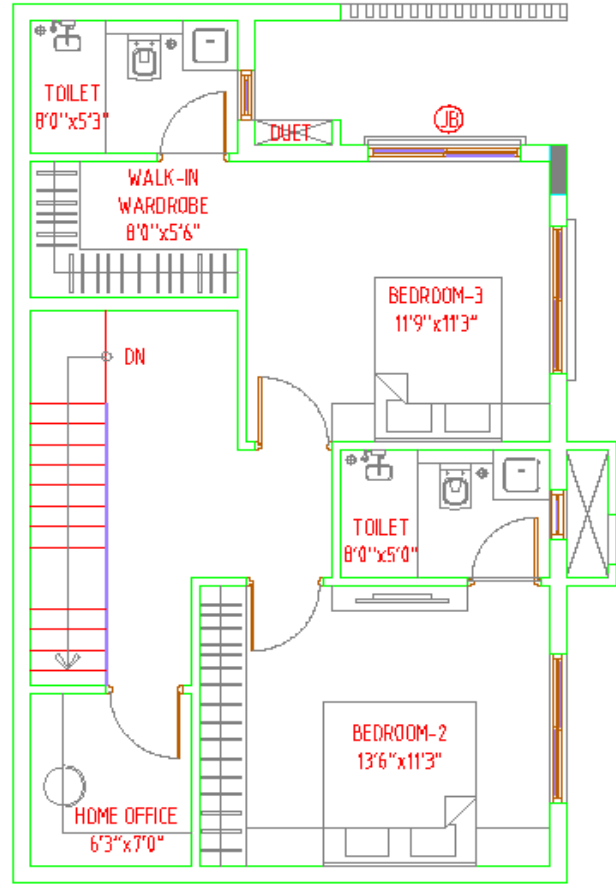 TOILET
8'0"x5'3"
DUET
JB
WALK-IN
WARDROBE
8'0"x5'6"
BEDROOM-3
11'9"x11'3"
DN
TOILET
8'0"x5'0"
BEDROOM-2
13'6"x11'3"
HOME OFFICE
6'3"x7'0"